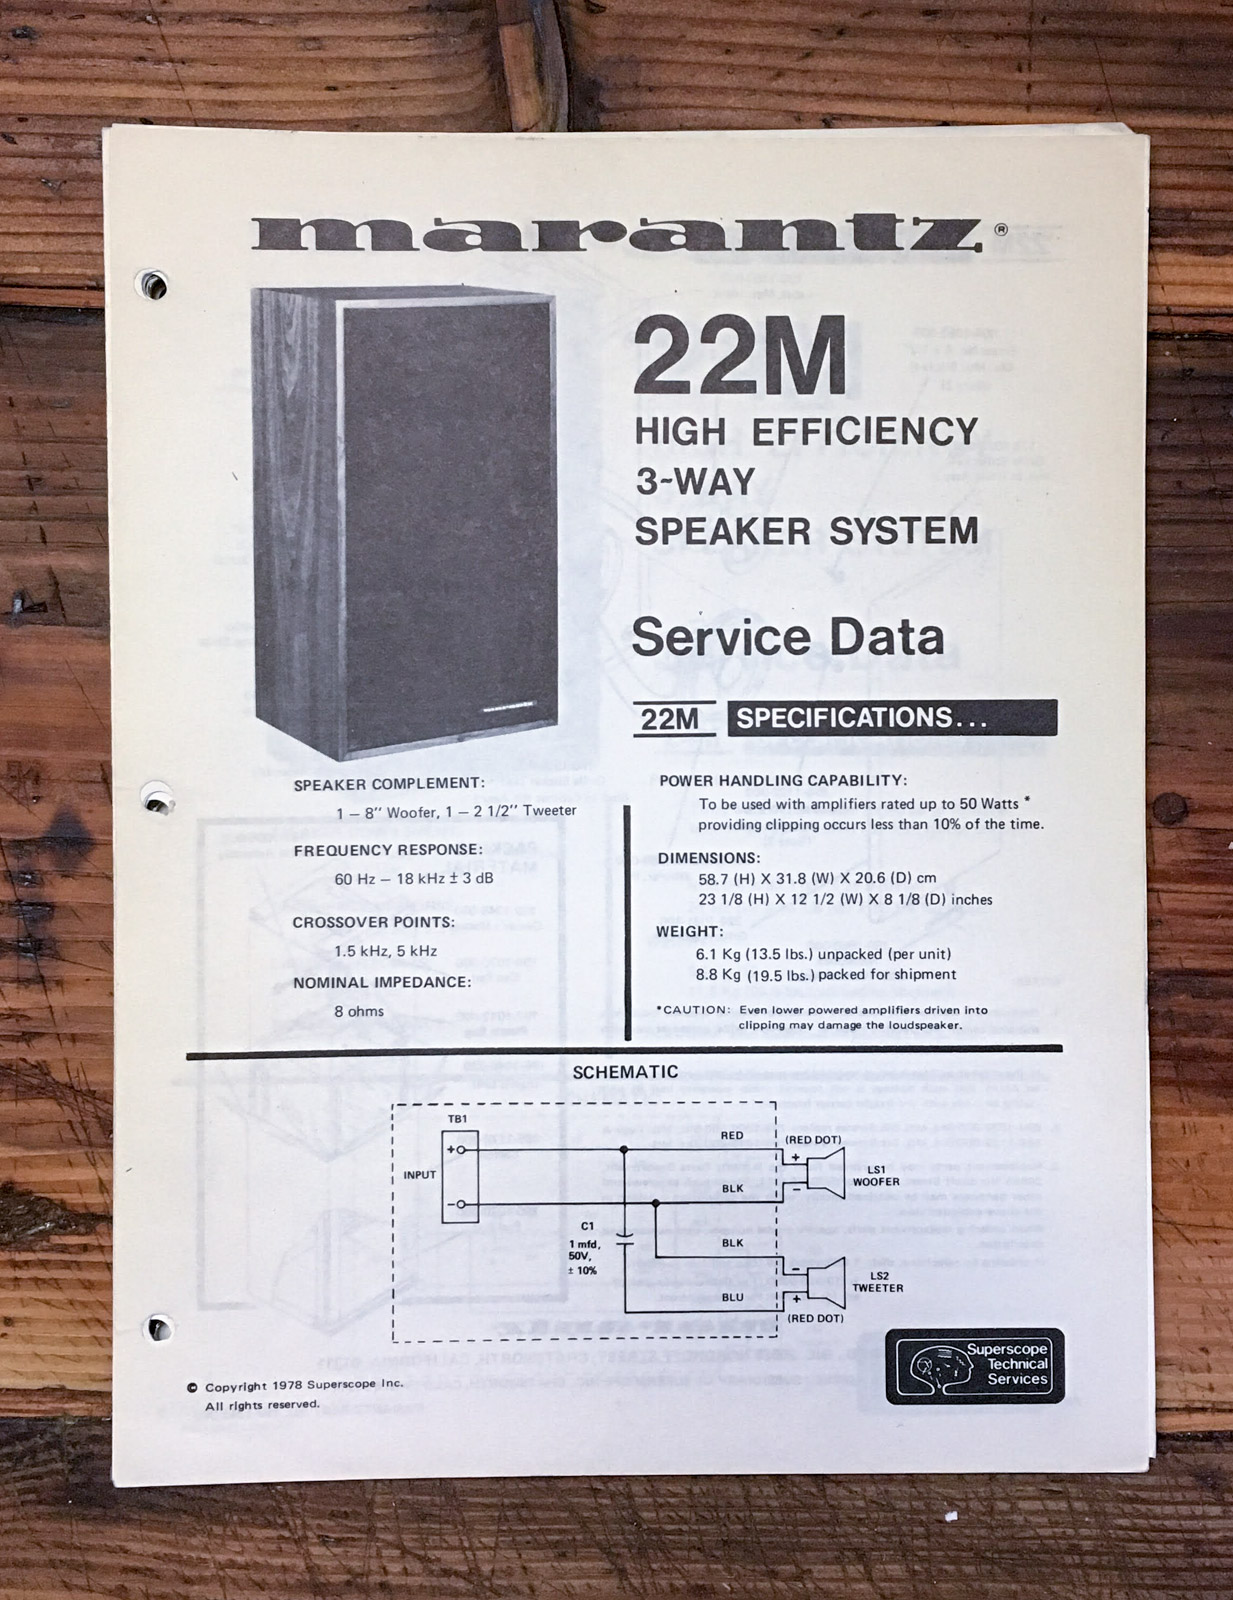 marantz®
22M
HIGH EFFICIENCY
3-WAY
SPEAKER SYSTEM
Service Data
22M SPECIFICATIONS...
SPEAKER COMPLEMENT:
1 – 8" Woofer, 1 – 2 1/2" Tweeter
FREQUENCY RESPONSE:
60 Hz – 18 kHz ± 3 dB
CROSSOVER POINTS:
1.5 kHz, 5 kHz
NOMINAL IMPEDANCE:
8 ohms
POWER HANDLING CAPABILITY:
To be used with amplifiers rated up to 50 Watts *
providing clipping occurs less than 10% of the time.
DIMENSIONS:
58.7 (H) X 31.8 (W) X 20.6 (D) cm
23 1/8 (H) X 12 1/2 (W) X 8 1/8 (D) inches
WEIGHT:
6.1 Kg (13.5 lbs.) unpacked (per unit)
8.8 Kg (19.5 lbs.) packed for shipment
*CAUTION: Even lower powered amplifiers driven into
clipping may damage the loudspeaker.
SCHEMATIC
TB1
+
INPUT
–
RED
(RED DOT)
+
–
LS1
WOOFER
BLK
C1
1 mfd,
50V,
± 10%
BLK
–
+
LS2
TWEETER
BLU
(RED DOT)
Superscope
Technical
Services
© Copyright 1978 Superscope Inc.
All rights reserved.